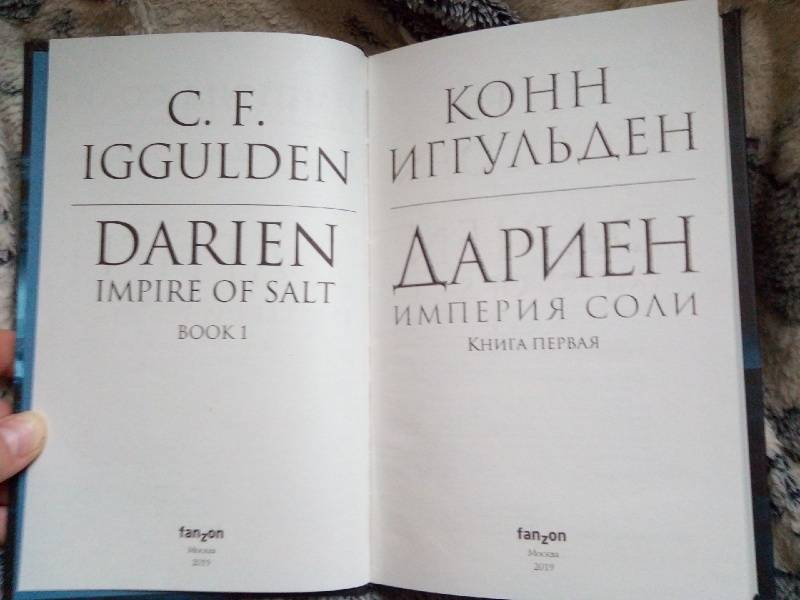 C. F.
IGGULDEN
DARIEN
IMPIRE OF SALT
BOOK 1
fanzon
Москва
2019
КОНН
ИГГУЛЬДЕН
ДАРИЕН
ИМПЕРИЯ СОЛИ
Книга первая
fanzon
Москва
2019